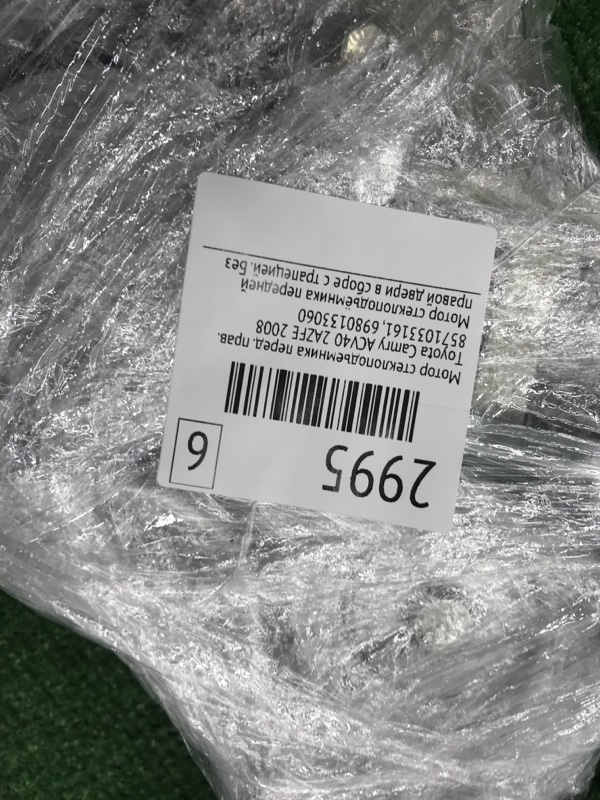 2995
6
Мотор стеклоподъемника перед. прав.
Toyota Camry ACV40 2AZFE 2008
8571033161, 6980133060
Мотор стеклоподъёмника передней
правой двери в сборе с трапецией. Без